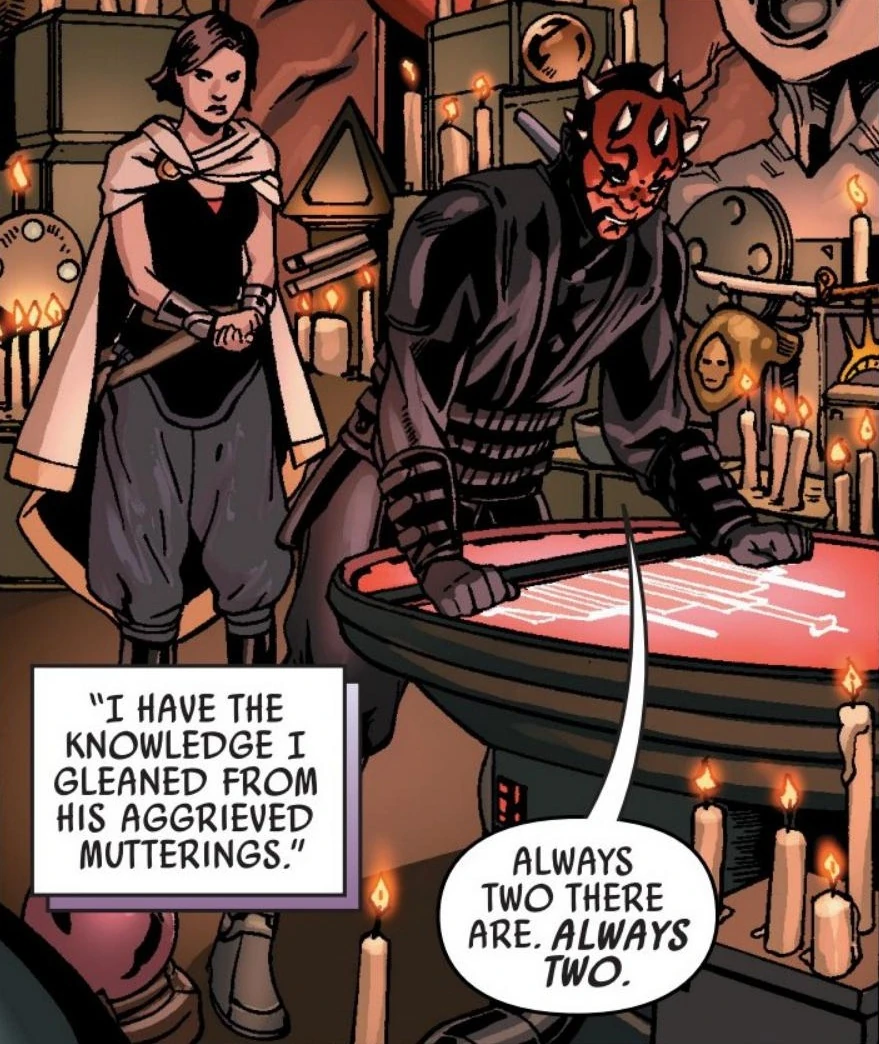 "I HAVE THE
KNOWLEDGE I
GLEANED FROM
HIS AGGRIEVED
MUTTERINGS."
ALWAYS
TWO THERE
ARE. ALWAYS
TWO.